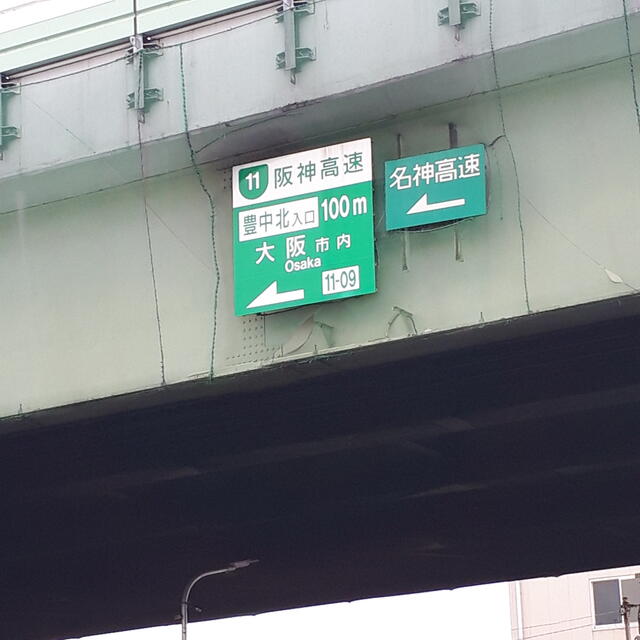 11 阪神高速
豊中北入口 100m
大阪市内
Osaka
11-09
名神高速